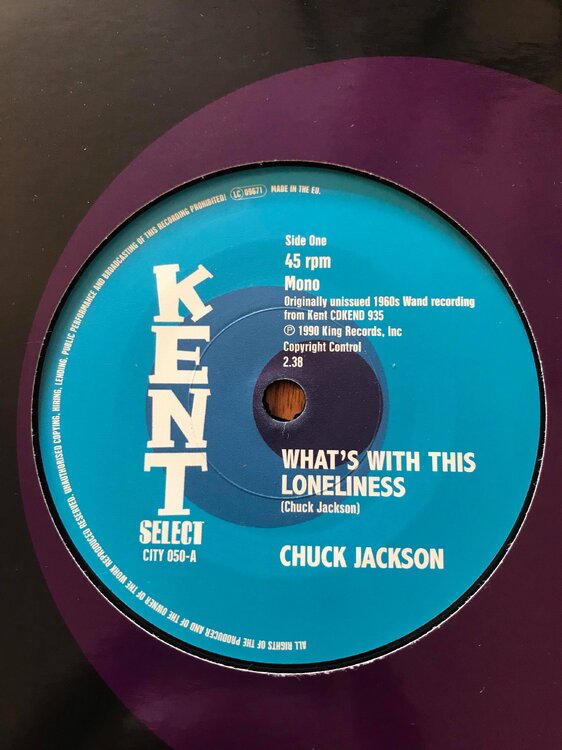 ALL RIGHTS OF THE PRODUCER AND OF THE OWNER OF THE WORK REPRODUCED RESERVED. UNAUTHORISED COPYING, HIRING, LENDING, PUBLIC PERFORMANCE AND BROADCASTING OF THIS RECORDING PROHIBITED! LC 09671 MADE IN THE EU.
Side One
45 rpm
Mono
Originally unissued 1960s Wand recording
from Kent CDKEND 935
℗ 1990 King Records, Inc
Copyright Control
2.38
KENT
SELECT
CITY 050-A
WHAT'S WITH THIS
LONELINESS
(Chuck Jackson)
CHUCK JACKSON